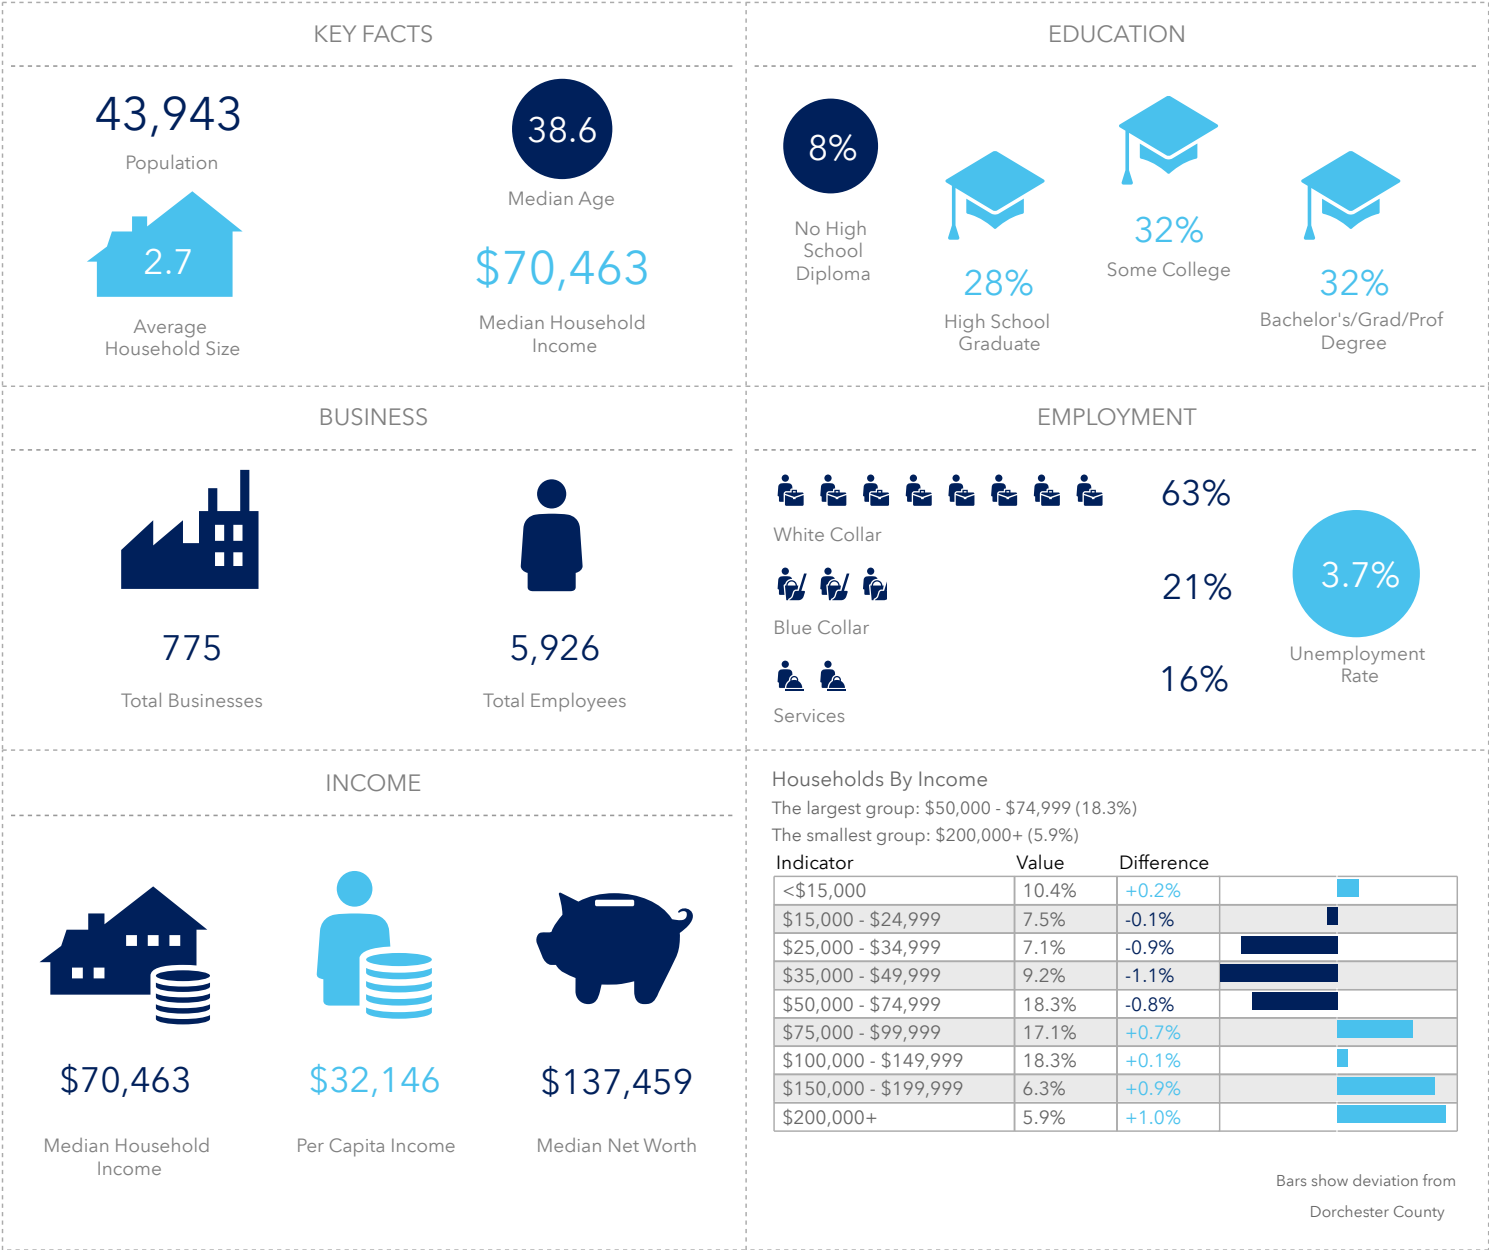 KEY FACTS
43,943
Population
38.6
Median Age
2.7
Average
Household Size
$70,463
Median Household
Income
EDUCATION
8%
No High
School
Diploma
28%
High School
Graduate
32%
Some College
32%
Bachelor's/Grad/Prof
Degree
BUSINESS
775
Total Businesses
5,926
Total Employees
EMPLOYMENT
63%
White Collar
21%
Blue Collar
16%
Services
3.7%
Unemployment
Rate
INCOME
$70,463
Median Household
Income
$32,146
Per Capita Income
$137,459
Median Net Worth
Households By Income
The largest group: $50,000 - $74,999 (18.3%)
The smallest group: $200,000+ (5.9%)
Indicator Value Difference
<$15,000 10.4% +0.2%
$15,000 - $24,999 7.5% -0.1%
$25,000 - $34,999 7.1% -0.9%
$35,000 - $49,999 9.2% -1.1%
$50,000 - $74,999 18.3% -0.8%
$75,000 - $99,999 17.1% +0.7%
$100,000 - $149,999 18.3% +0.1%
$150,000 - $199,999 6.3% +0.9%
$200,000+ 5.9% +1.0%
Bars show deviation from
Dorchester County